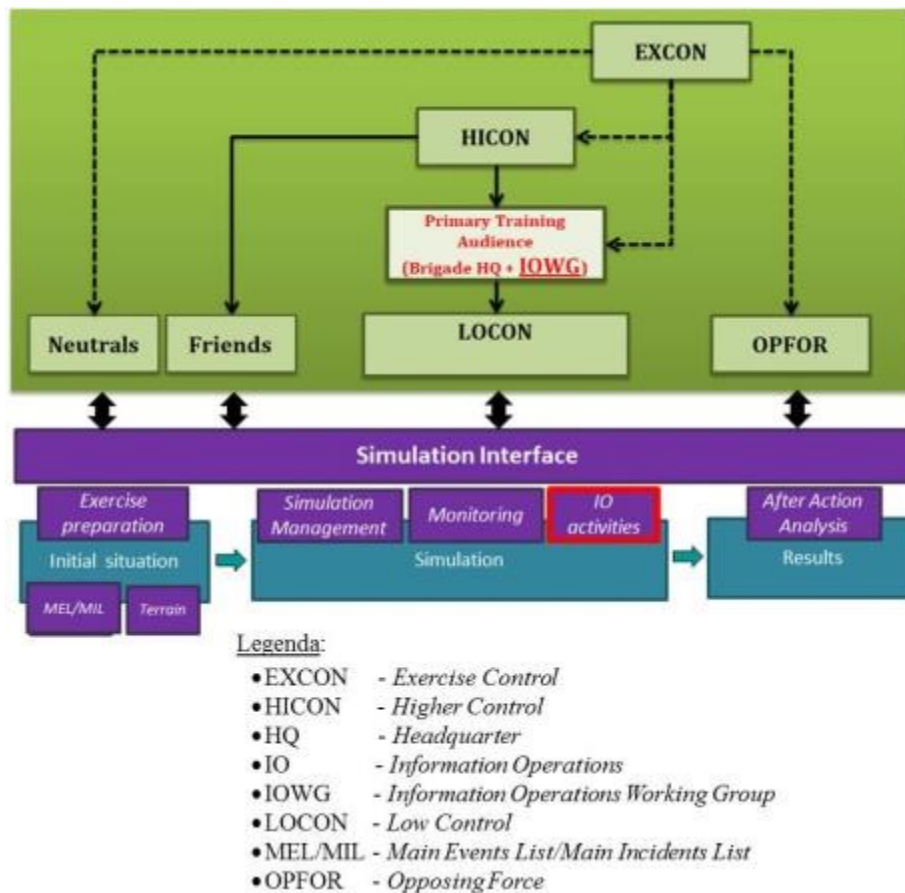 EXCON
HICON
Primary Training
Audience
(Brigade HQ + IOWG)
Neutrals
Friends
LOCON
OPFOR
Simulation Interface
Exercise
preparation
Simulation
Management
Monitoring
IO
activities
After Action
Analysis
Initial situation
Simulation
Results
MEL/MIL
Terrain
Legenda:
•EXCON - Exercise Control
•HICON - Higher Control
•HQ - Headquarter
•IO - Information Operations
•IOWG - Information Operations Working Group
•LOCON - Low Control
•MEL/MIL - Main Events List/Main Incidents List
•OPFOR - Opposing Force